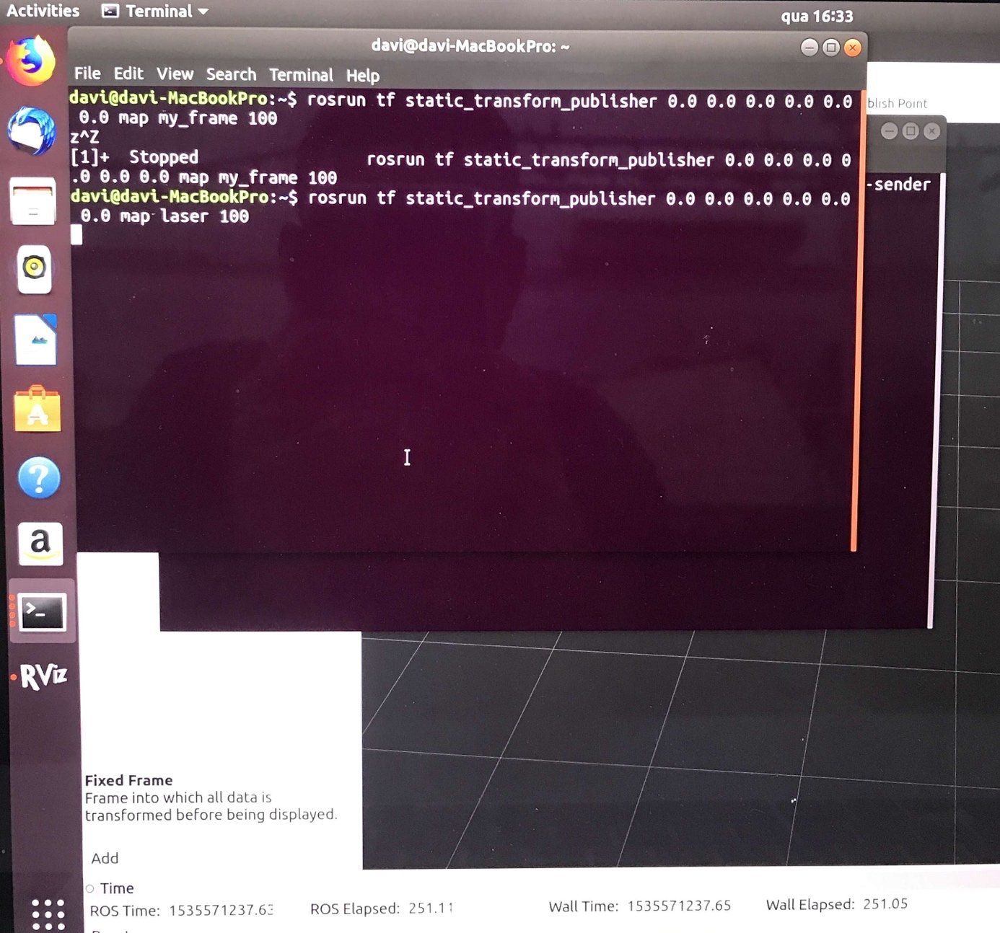 Activities
Terminal
qua 16:33
davi@davi-MacBookPro: ~
File Edit View Search Terminal Help
davi@davi-MacBookPro:~$ rosrun tf static_transform_publisher 0.0 0.0 0.0 0.0 0.0
0.0 map my_frame 100
z^Z
[1]+  Stopped                 rosrun tf static_transform_publisher 0.0 0.0 0.0 0
.0 0.0 0.0 map my_frame 100
davi@davi-MacBookPro:~$ rosrun tf static_transform_publisher 0.0 0.0 0.0 0.0 0.0
0.0 map laser 100
blish Point
-sender
a
>_
RViz
Fixed Frame
Frame into which all data is
transformed before being displayed.
Add
Time
ROS Time: 1535571237.63 ROS Elapsed: 251.11 Wall Time: 1535571237.65 Wall Elapsed: 251.05